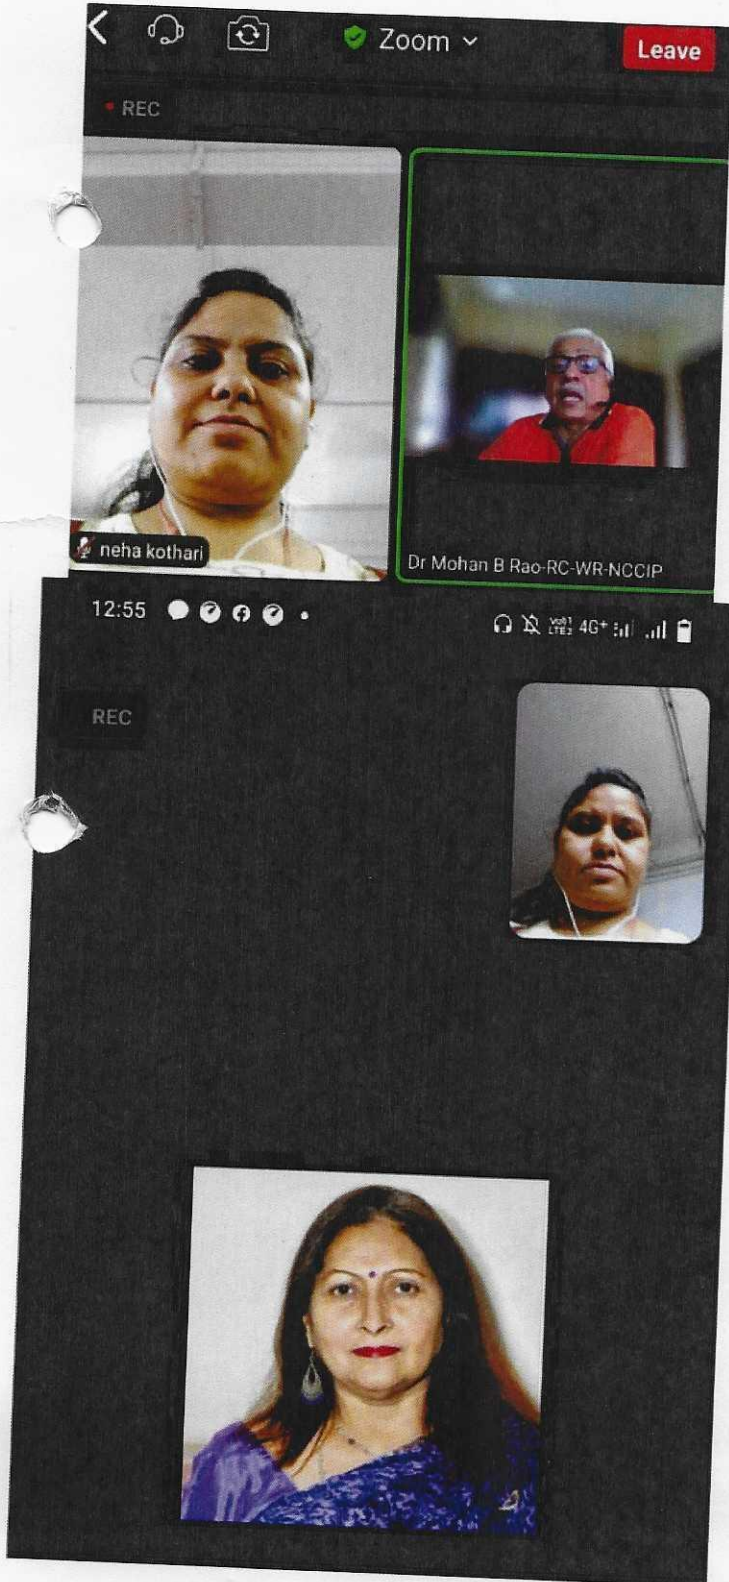 Zoom
Leave
REC
neha kothari
Dr Mohan B Rao-RC-WR-NCCIP
12:55
4G+
REC